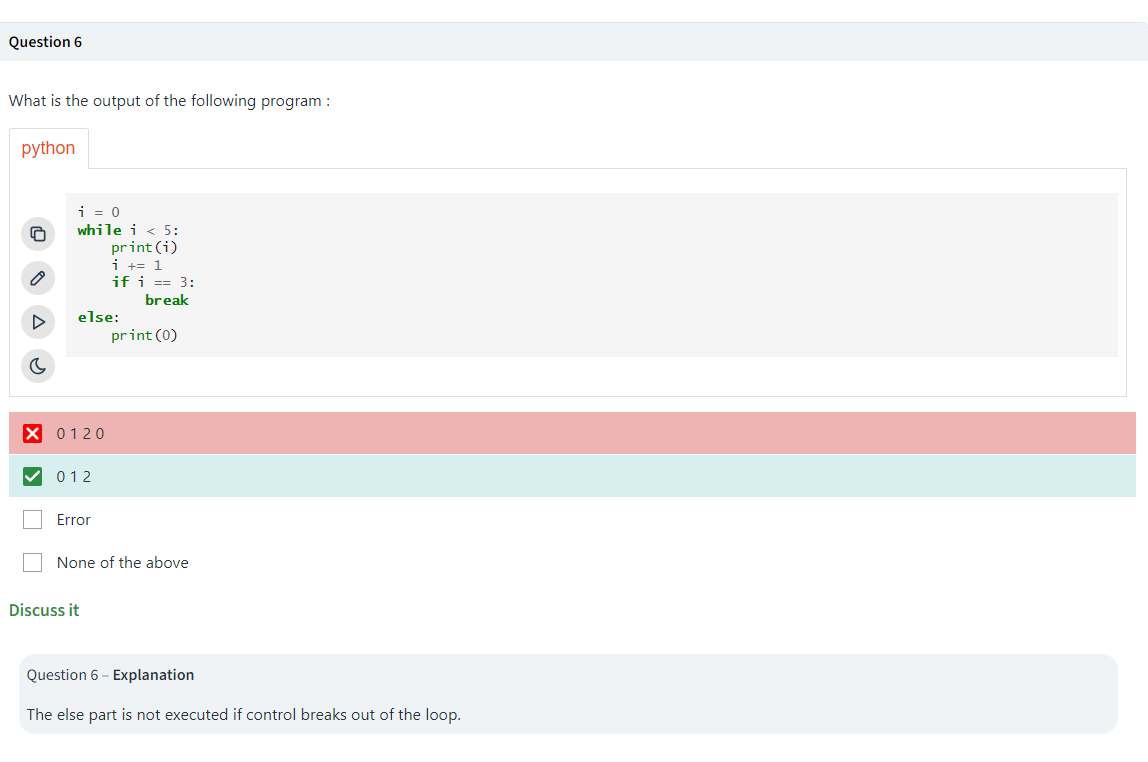 Question 6
What is the output of the following program :
python
i = 0
while i < 5:
    print(i)
    i += 1
    if i == 3:
        break
else:
    print(0)
0 1 2 0
0 1 2
Error
None of the above
Discuss it
Question 6 – Explanation
The else part is not executed if control breaks out of the loop.